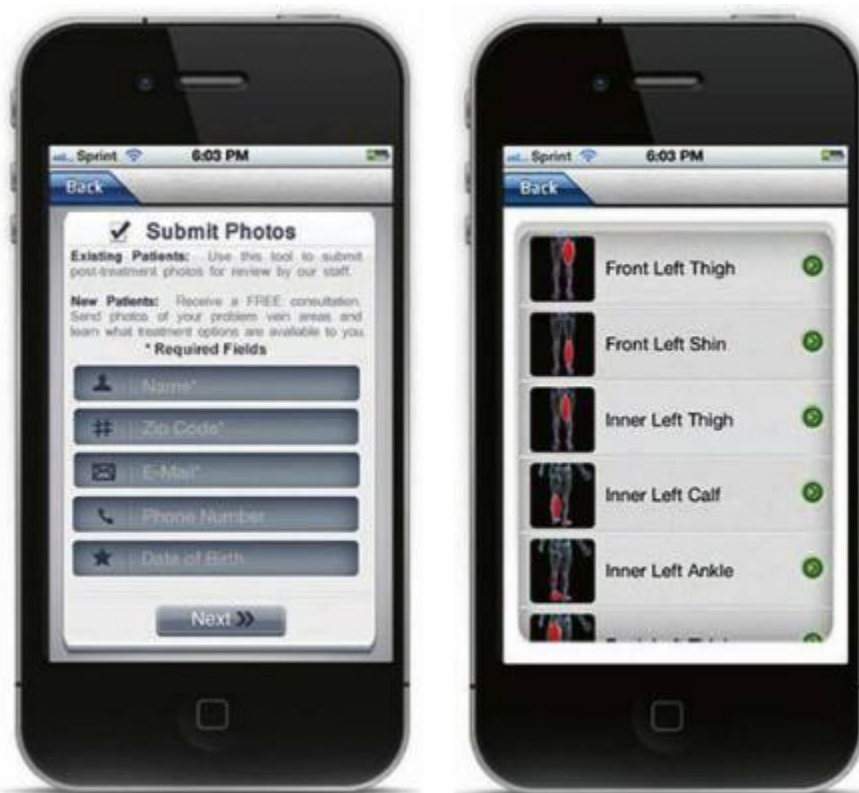 Sprint 6:03 PM
Back
Submit Photos
Existing Patients: Use this tool to submit
post-treatment photos for review by our staff.
New Patients: Receive a FREE consultation.
Send photos of your problem vein areas and
learn what treatment options are available to you.
* Required Fields
Name*
Zip Code*
E-Mail*
Phone Number
Date of Birth
Next
Sprint 6:03 PM
Back
Front Left Thigh
Front Left Shin
Inner Left Thigh
Inner Left Calf
Inner Left Ankle